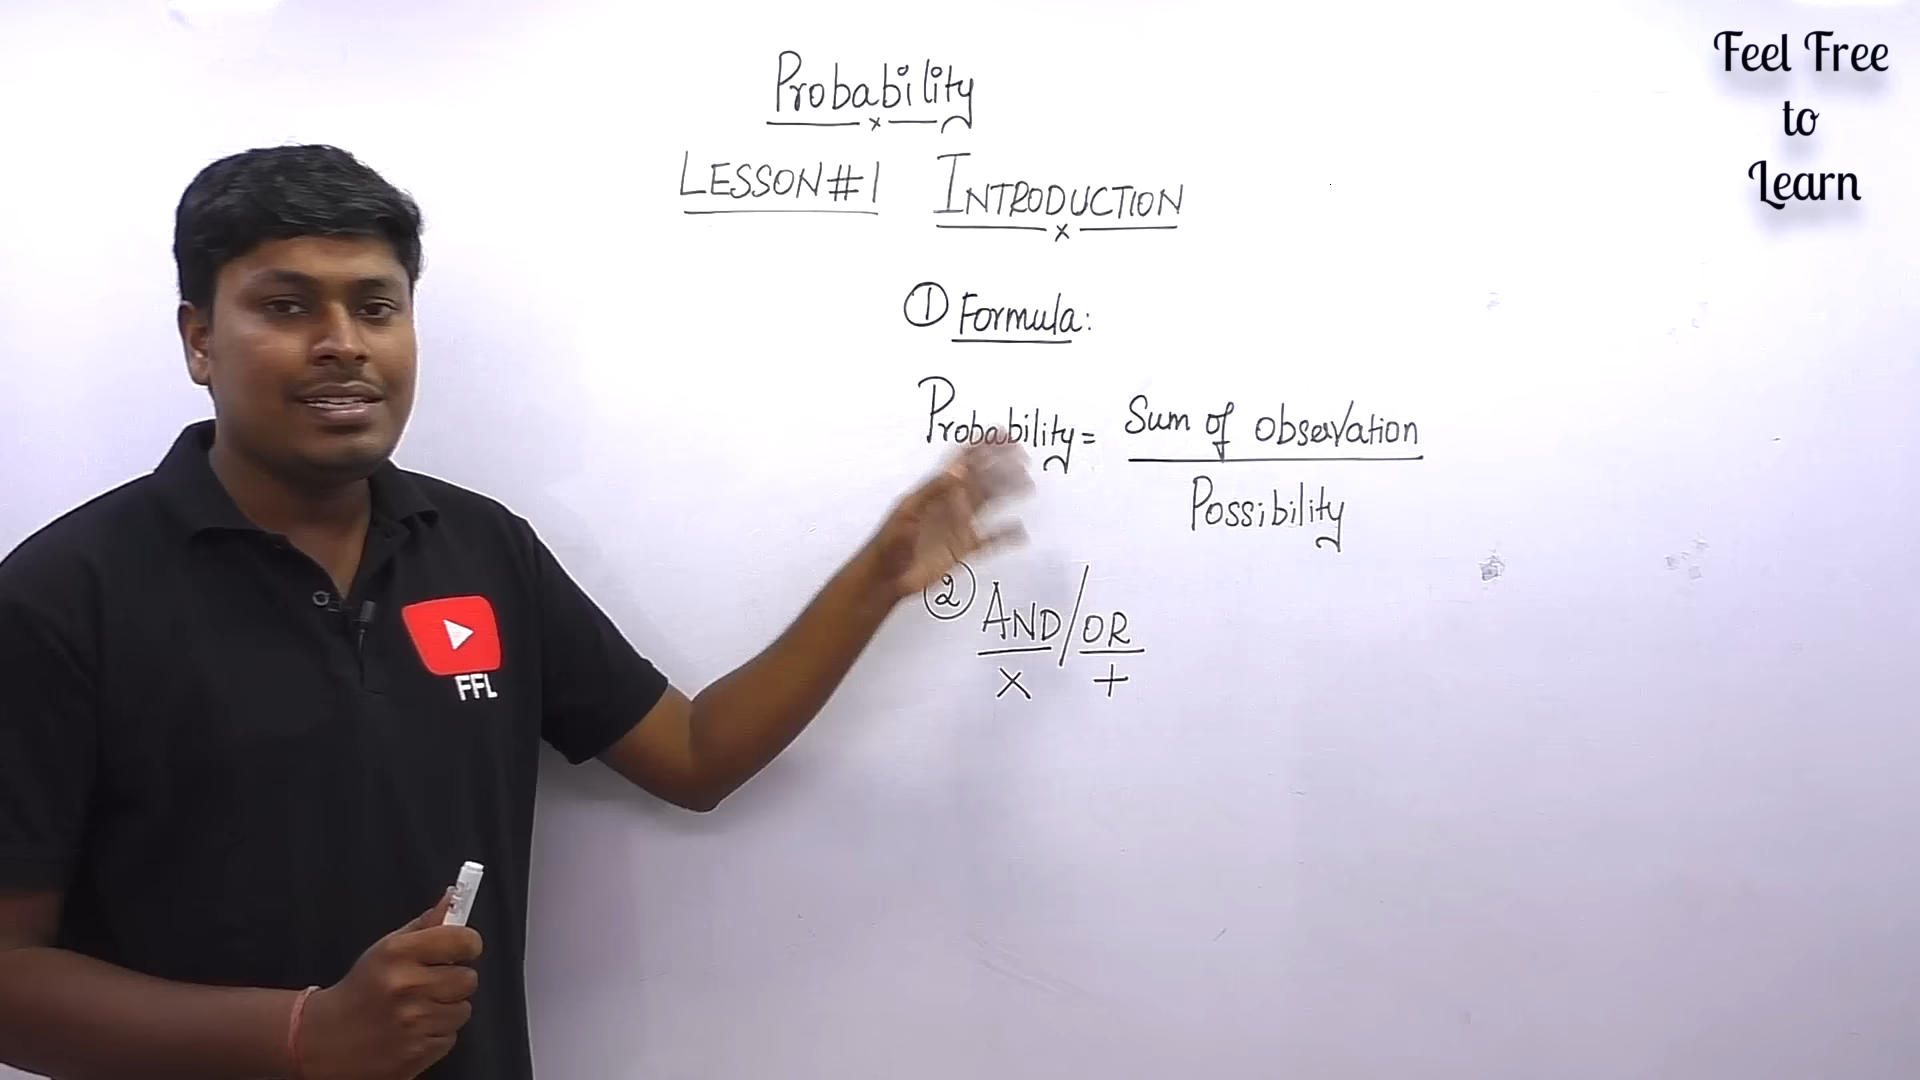 Probability
LESSON#1 INTRODUCTION
① Formula:
Probability = Sum of observation
Possibility
② AND/OR
x +
Feel Free
to
Learn
FFL